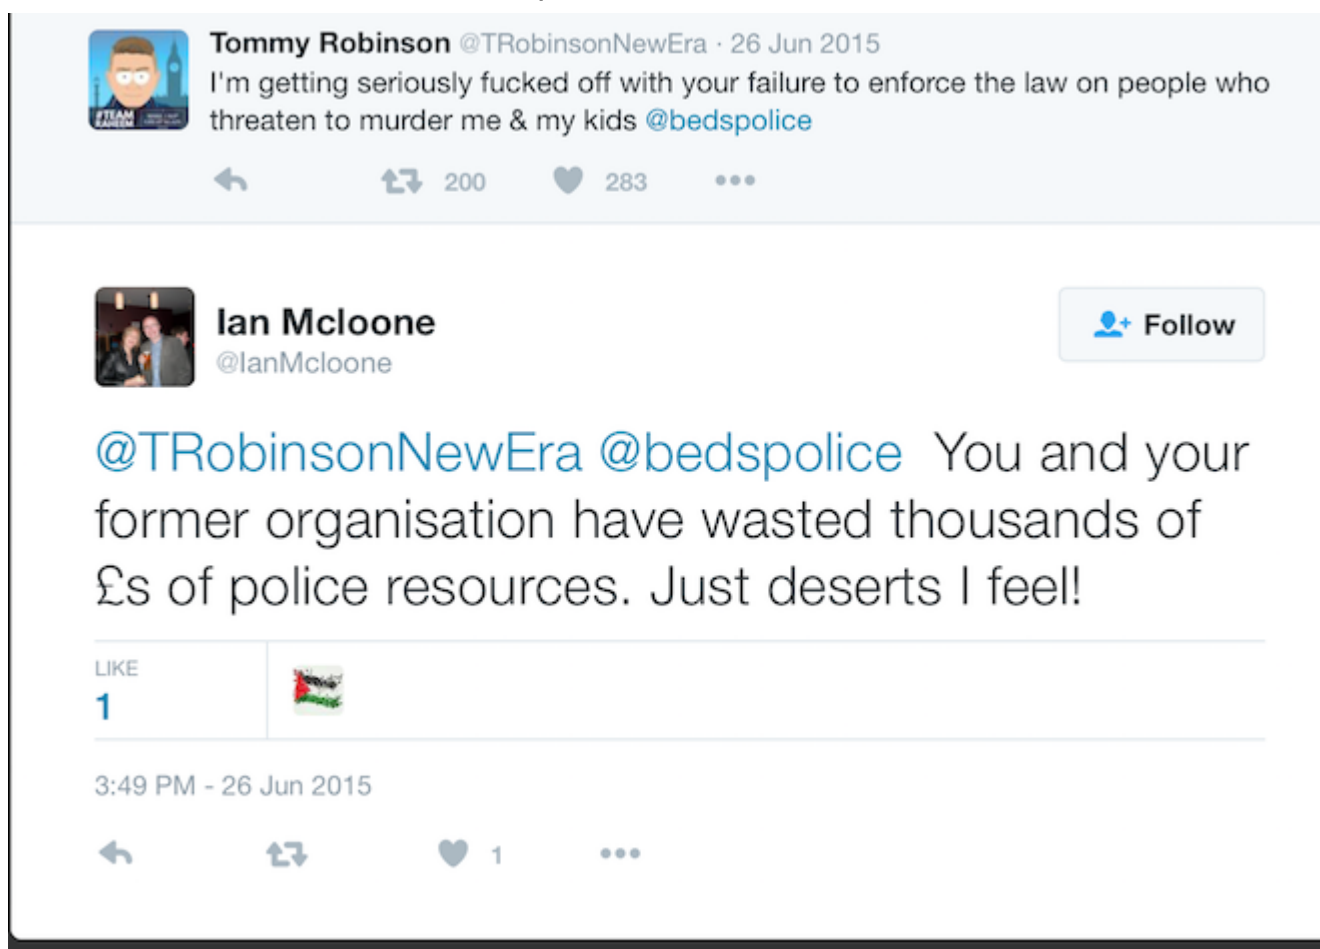 Tommy Robinson @TRobinsonNewEra · 26 Jun 2015
I'm getting seriously fucked off with your failure to enforce the law on people who
threaten to murder me & my kids @bedspolice
200 283
Ian Mcloone
@IanMcloone
Follow
@TRobinsonNewEra @bedspolice You and your
former organisation have wasted thousands of
£s of police resources. Just deserts I feel!
LIKE
1
3:49 PM - 26 Jun 2015
1